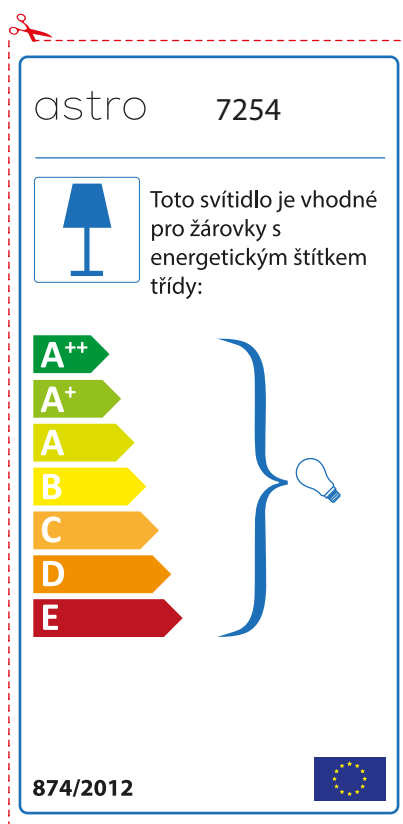 astro 7254
Toto svítidlo je vhodné
pro žárovky s
energetickým štítkem
třídy:
A++
A+
A
B
C
D
E
874/2012